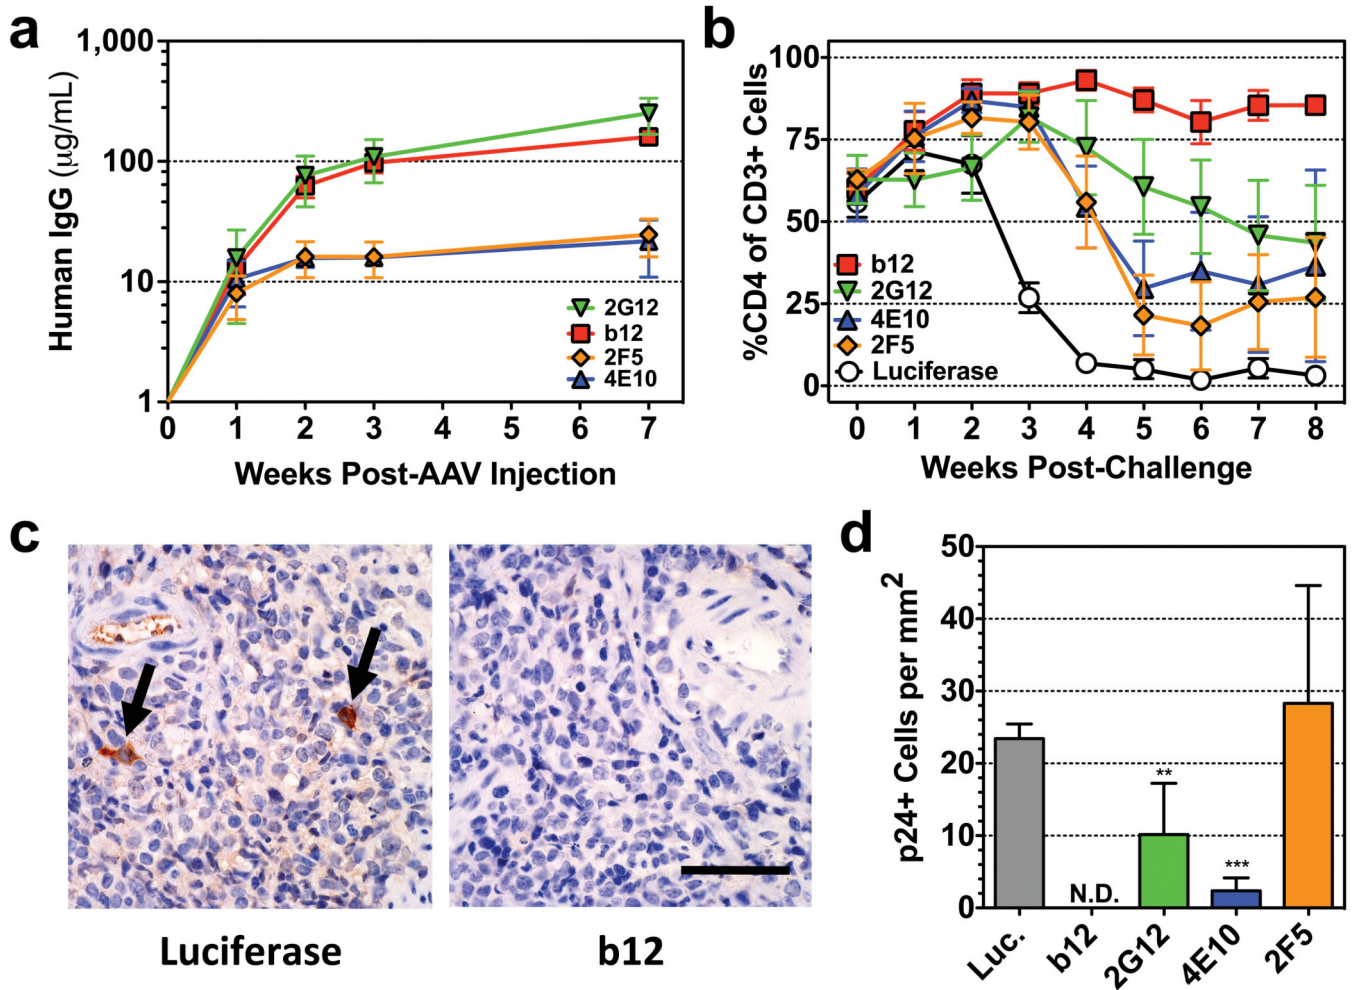 a
1,000
100
10
1
Human IgG (µg/mL)
0 1 2 3 4 5 6 7
Weeks Post-AAV Injection
2G12
b12
2F5
4E10
b
100
75
50
25
0
%CD4 of CD3+ Cells
b12
2G12
4E10
2F5
Luciferase
0 1 2 3 4 5 6 7 8
Weeks Post-Challenge
c
Luciferase
b12
d
50
40
30
20
10
0
p24+ Cells per mm²
**
***
N.D.
Luc.
b12
2G12
4E10
2F5